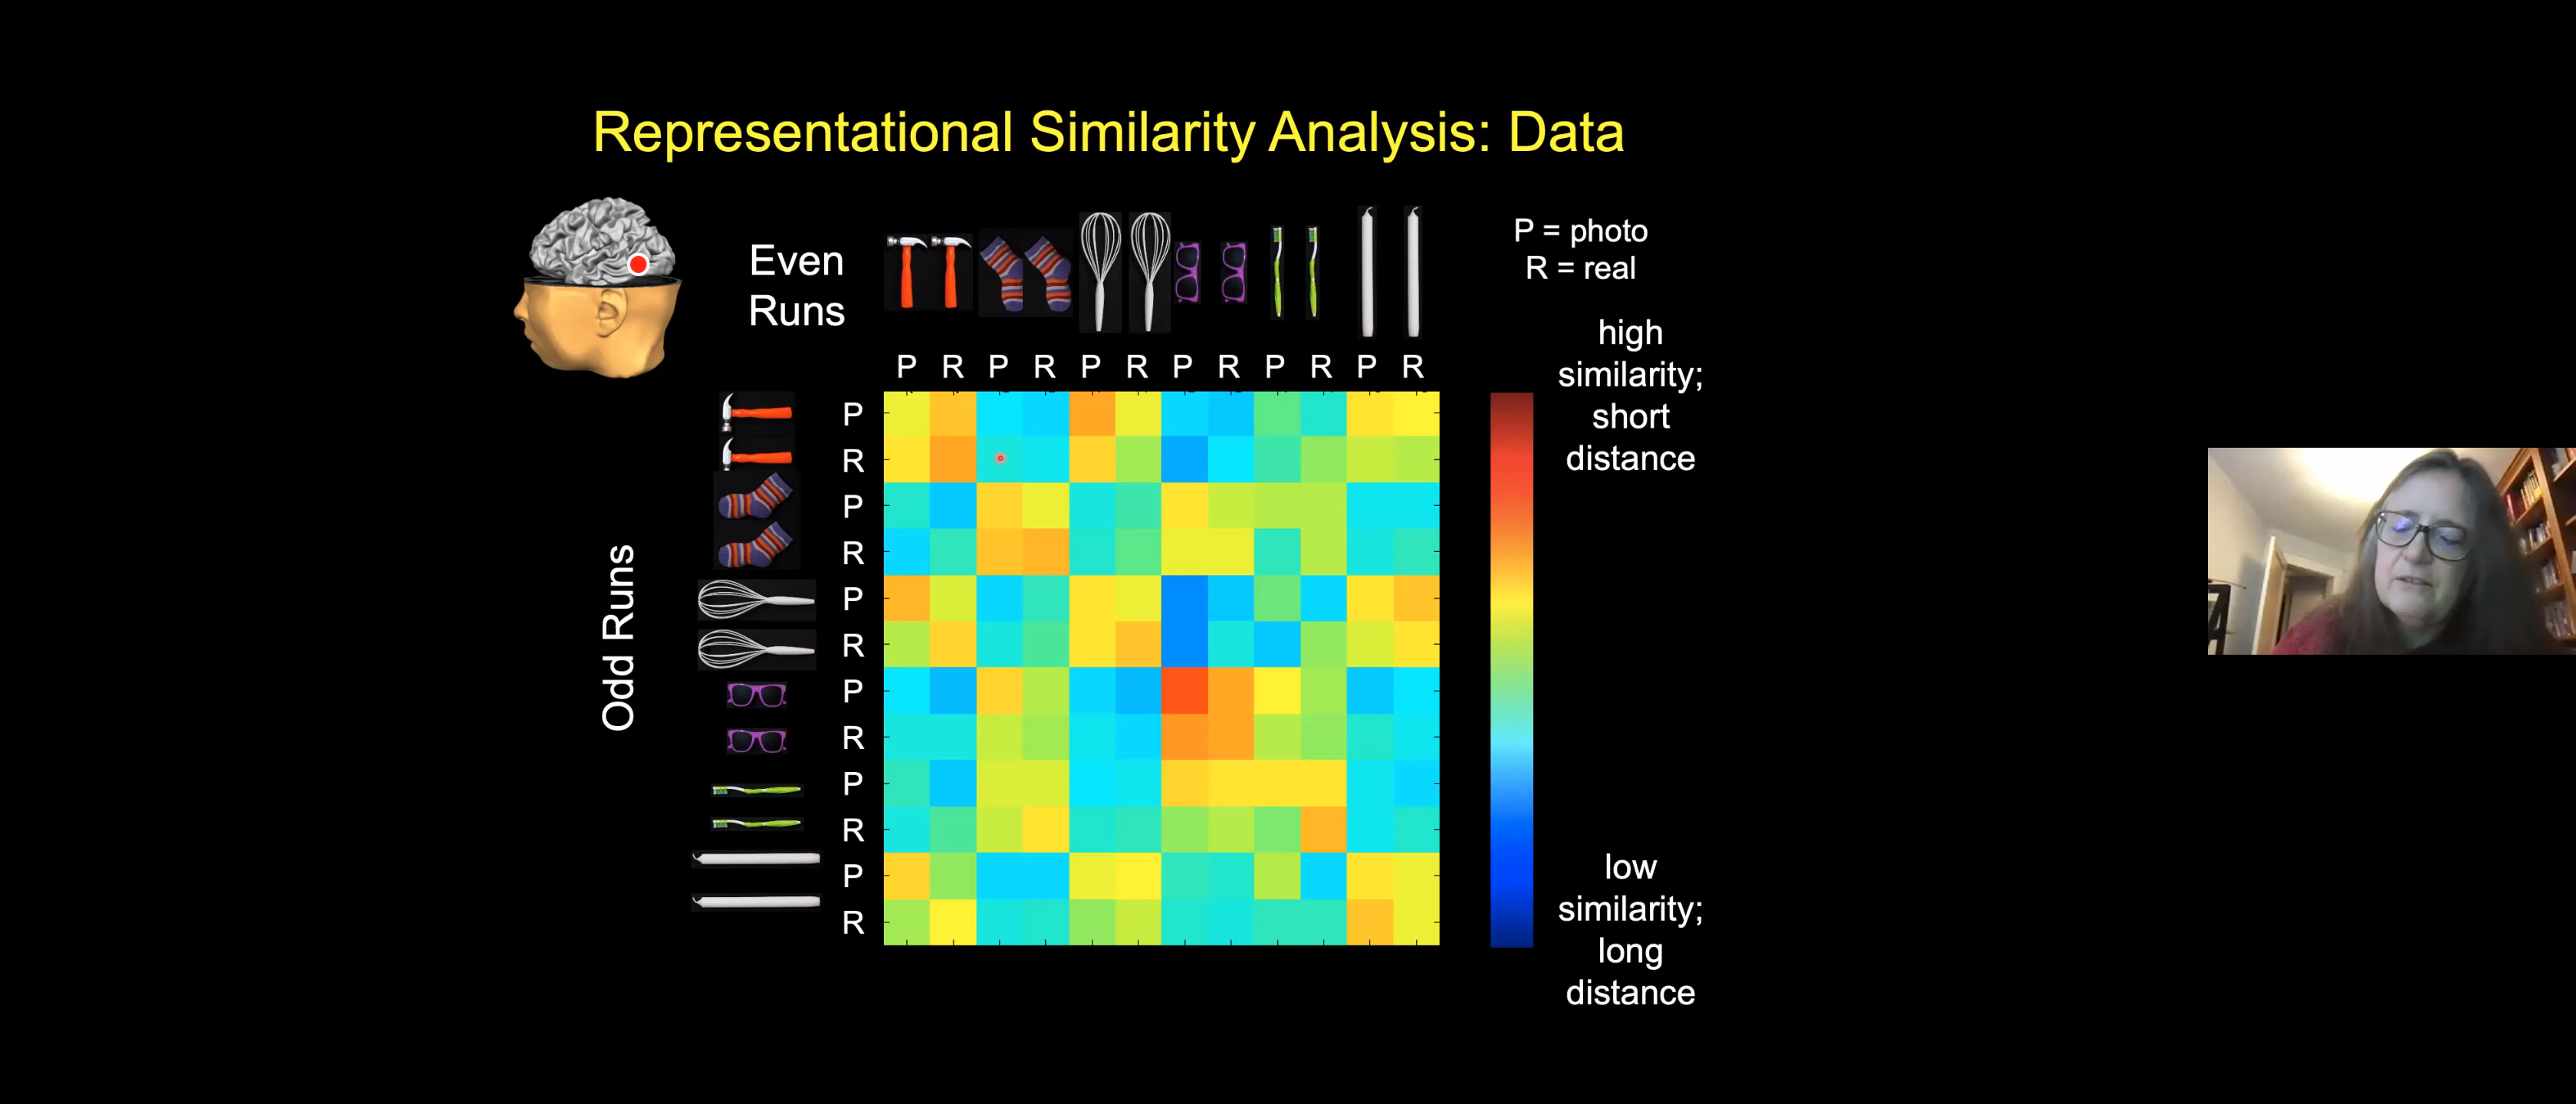 Representational Similarity Analysis: Data
Even
Runs
P = photo
R = real
P R P R P R P R P R P R
high
similarity;
short
distance
Odd Runs
P
R
P
R
P
R
P
R
P
R
P
R
low
similarity;
long
distance